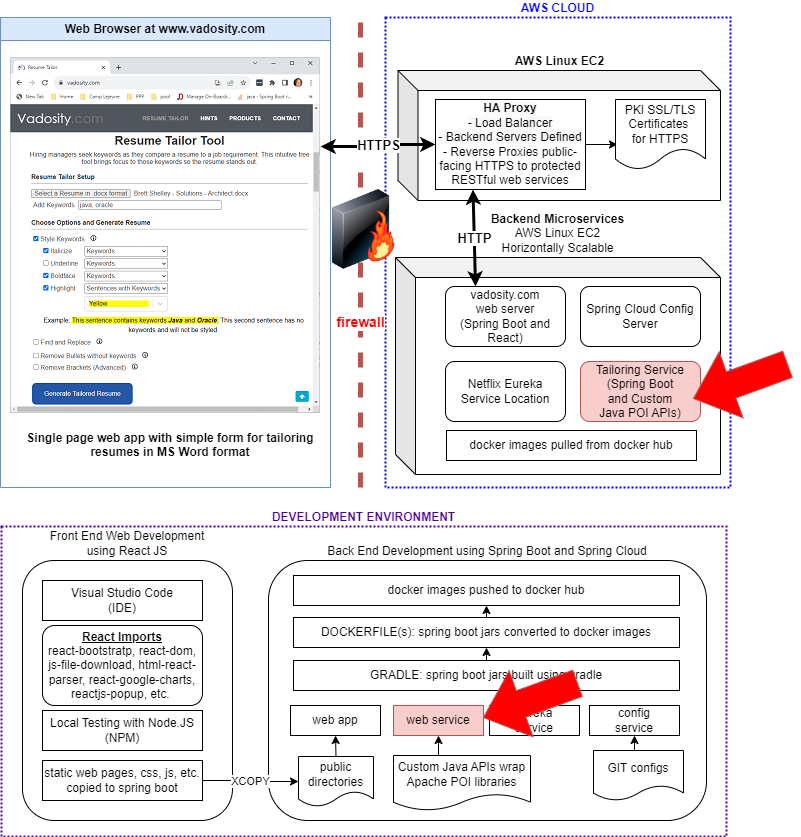 AWS CLOUD
Web Browser at www.vadosity.com
Resume Tailor
vadosity.com
New Tab
Home
Camp Lejeune
PPP
pool
Manage On-Boardi...
java - Spring Boot r...
Vadosity.com
RESUME TAILOR
HINTS
PRODUCTS
CONTACT
Resume Tailor Tool
Hiring managers seek keywords as they compare a resume to a job requirement. This intuitive free
tool brings focus to those keywords so the resume stands out.
Resume Tailor Setup
Select a Resume in .docx format
Brett Shelley - Solutions - Architect.docx
Add Keywords
java, oracle
Choose Options and Generate Resume
Style Keywords
Italicize
Keywords
Underline
Keywords
Boldface
Keywords
Highlight
Sentences with Keywords
Yellow
Example: This sentence contains keywords Java and Oracle. This second sentence has no
keywords and will not be styled.
Find and Replace
Remove Bullets without keywords
Remove Brackets (Advanced)
Generate Tailored Resume
Single page web app with simple form for tailoring
resumes in MS Word format
HTTPS
firewall
AWS Linux EC2
HA Proxy
- Load Balancer
- Backend Servers Defined
- Reverse Proxies public-
facing HTTPS to protected
RESTful web services
PKI SSL/TLS
Certificates
for HTTPS
HTTP
Backend Microservices
AWS Linux EC2
Horizontally Scalable
vadosity.com
web server
(Spring Boot and
React)
Spring Cloud Config
Server
Netflix Eureka
Service Location
Tailoring Service
(Spring Boot
and Custom
Java POI APIs)
docker images pulled from docker hub
DEVELOPMENT ENVIRONMENT
Front End Web Development
using React JS
Visual Studio Code
(IDE)
React Imports
react-bootstratp, react-dom,
js-file-download, html-react-
parser, react-google-charts,
reactjs-popup, etc.
Local Testing with Node.JS
(NPM)
static web pages, css, js, etc.
copied to spring boot
XCOPY
Back End Development using Spring Boot and Spring Cloud
docker images pushed to docker hub
DOCKERFILE(s): spring boot jars converted to docker images
GRADLE: spring boot jars built using gradle
web app
web service
service
config
service
public
directories
Custom Java APIs wrap
Apache POI libraries
GIT configs